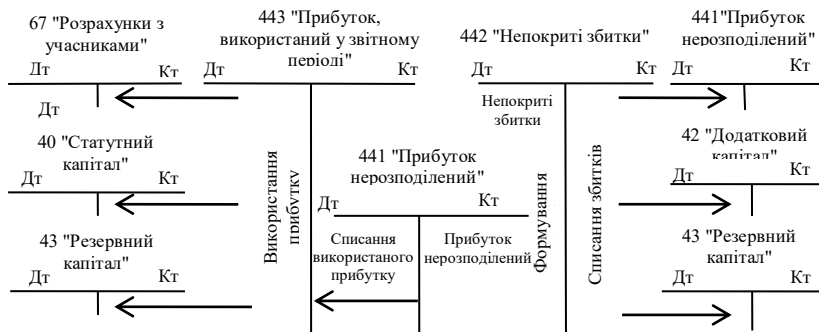 67 "Розрахунки з
учасниками"
Дт Кт
Дт
40 "Статутний
капітал"
Дт Кт
43 "Резервний
капітал"
Дт Кт
443 "Прибуток,
використаний у звітному
періоді"
Дт Кт
Використання
прибутку
441 "Прибуток
нерозподілений"
Дт Кт
Списання
використаного
прибутку
Прибуток
нерозподілений
442 "Непокриті збитки"
Дт Кт
Непокриті
збитки
Формування
Списання збитків
441"Прибуток
нерозподілений"
Дт Кт
42 "Додатковий
капітал"
Дт Кт
43 "Резервний
капітал"
Дт Кт